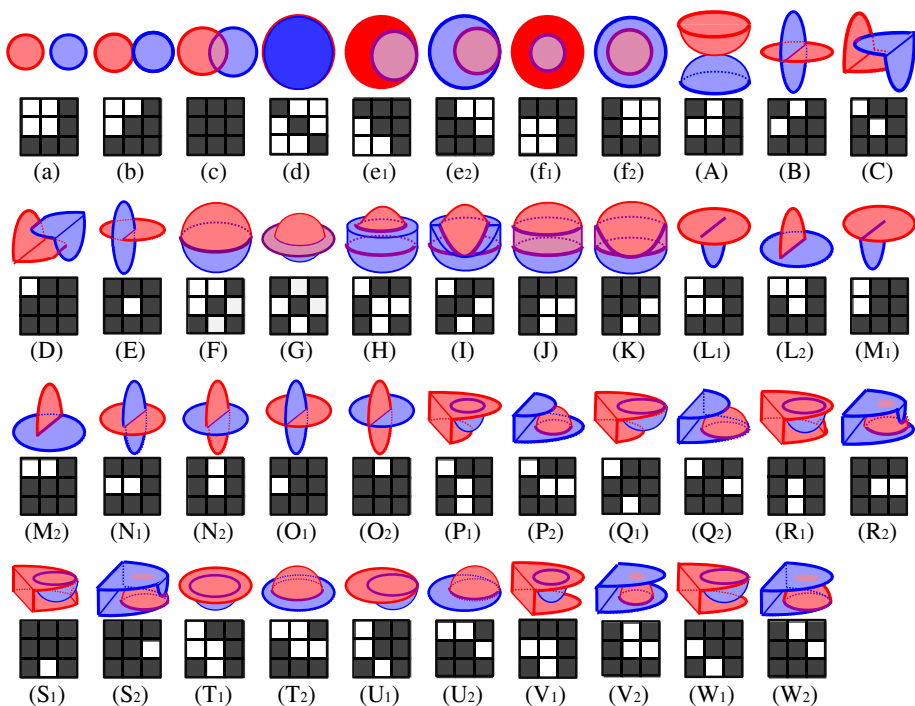 (a) (b) (c) (d) (e1) (e2) (f1) (f2) (A) (B) (C)
(D) (E) (F) (G) (H) (I) (J) (K) (L1) (L2) (M1)
(M2) (N1) (N2) (O1) (O2) (P1) (P2) (Q1) (Q2) (R1) (R2)
(S1) (S2) (T1) (T2) (U1) (U2) (V1) (V2) (W1) (W2)